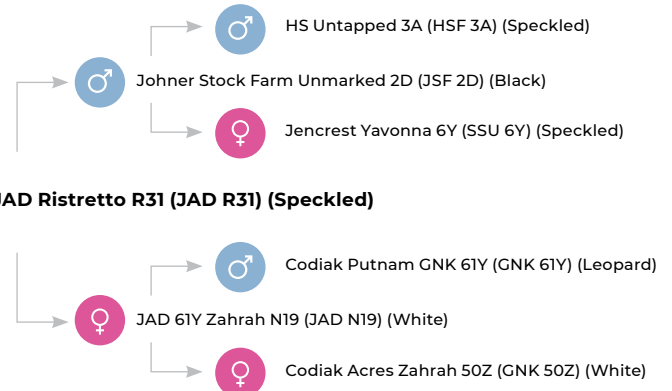 HS Untapped 3A (HSF 3A) (Speckled)
Johner Stock Farm Unmarked 2D (JSF 2D) (Black)
Jencrest Yavonna 6Y (SSU 6Y) (Speckled)
JAD Ristretto R31 (JAD R31) (Speckled)
Codiak Putnam GNK 61Y (GNK 61Y) (Leopard)
JAD 61Y Zahrah N19 (JAD N19) (White)
Codiak Acres Zahrah 50Z (GNK 50Z) (White)